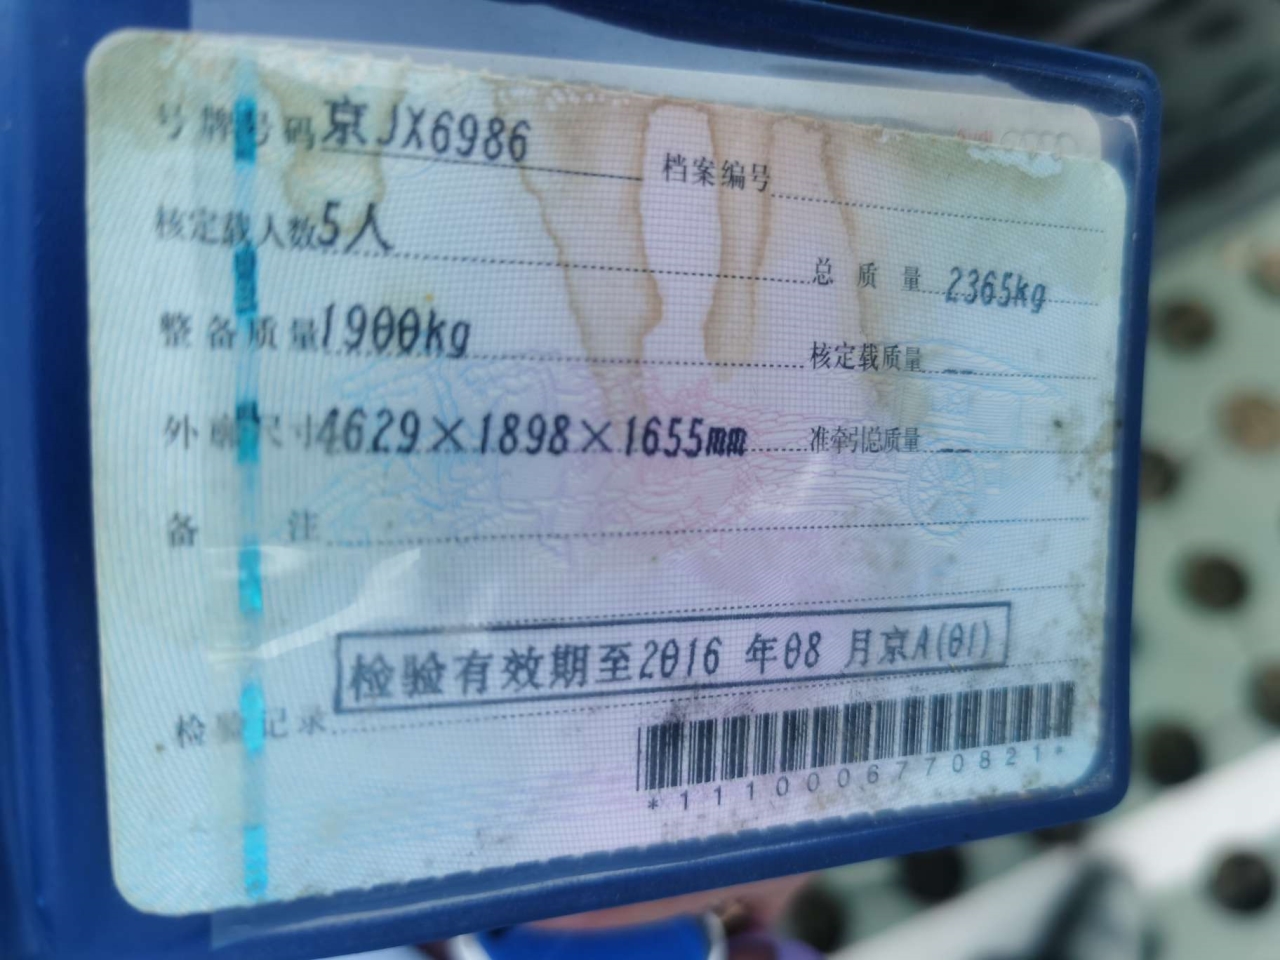 号牌号码 京JX6986 档案编号
核定载人数 5人 总质量 2365kg
整备质量 1900kg 核定载质量 --
外廓尺寸 4629×1898×1655mm 准牵引总质量 --
备注
检验有效期至2016 年08 月京A(01)
检验记录
*1110006770821*